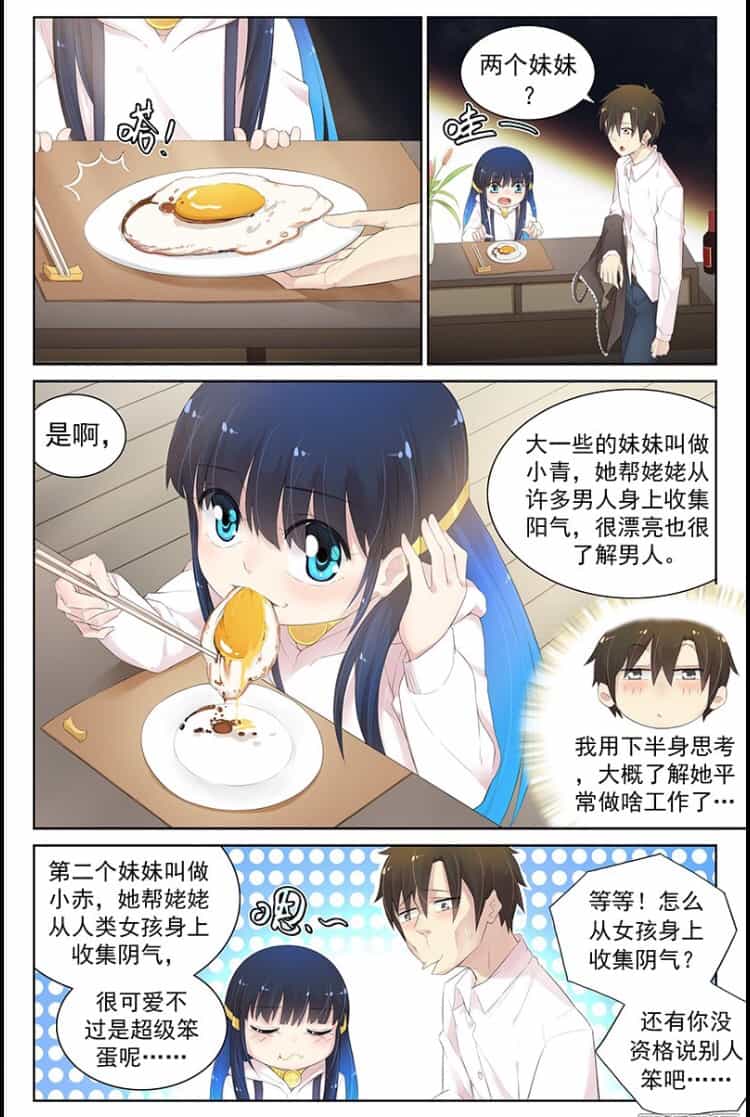 嗒！
两个妹妹
？
哇
是啊，
大一些的妹妹叫做
小青，她帮姥姥从
许多男人身上收集
阳气，很漂亮也很
了解男人。
我用下半身思考
，大概了解她平
常做啥工作了…
第二个妹妹叫做
小赤，她帮姥姥
从人类女孩身上
收集阴气，
很可爱不
过是超级笨
蛋呢……
嗯、
等等！怎么
从女孩身上
收集阴气？
还有你没
资格说别人
笨吧……